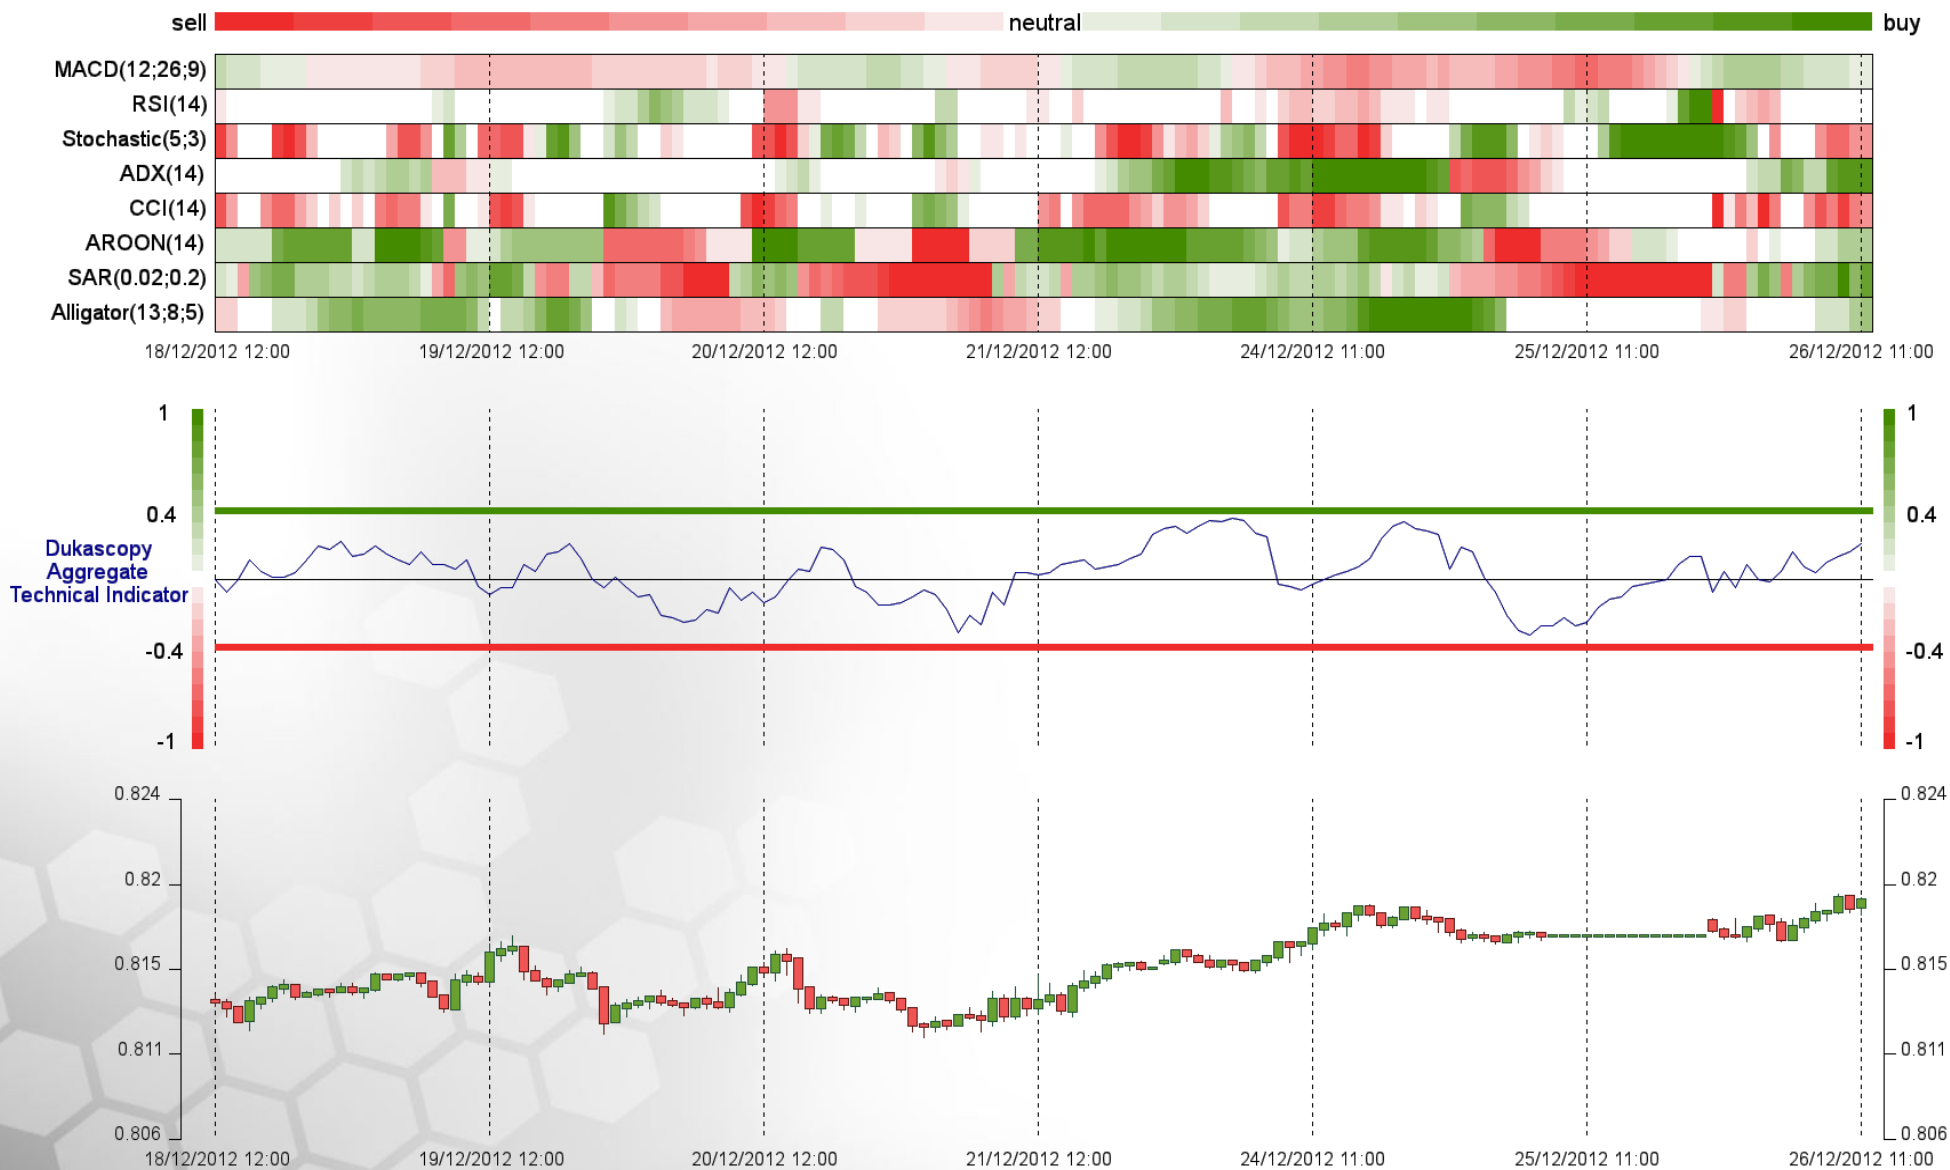 sell neutral buy
MACD(12;26;9)
RSI(14)
Stochastic(5;3)
ADX(14)
CCI(14)
AROON(14)
SAR(0.02;0.2)
Alligator(13;8;5)
18/12/2012 12:00 19/12/2012 12:00 20/12/2012 12:00 21/12/2012 12:00 24/12/2012 11:00 25/12/2012 11:00 26/12/2012 11:00
1 1
0.4 0.4
Dukascopy
Aggregate
Technical Indicator
-0.4 -0.4
-1 -1
0.824 0.824
0.82 0.82
0.815 0.815
0.811 0.811
0.806 0.806
18/12/2012 12:00 19/12/2012 12:00 20/12/2012 12:00 21/12/2012 12:00 24/12/2012 11:00 25/12/2012 11:00 26/12/2012 11:00